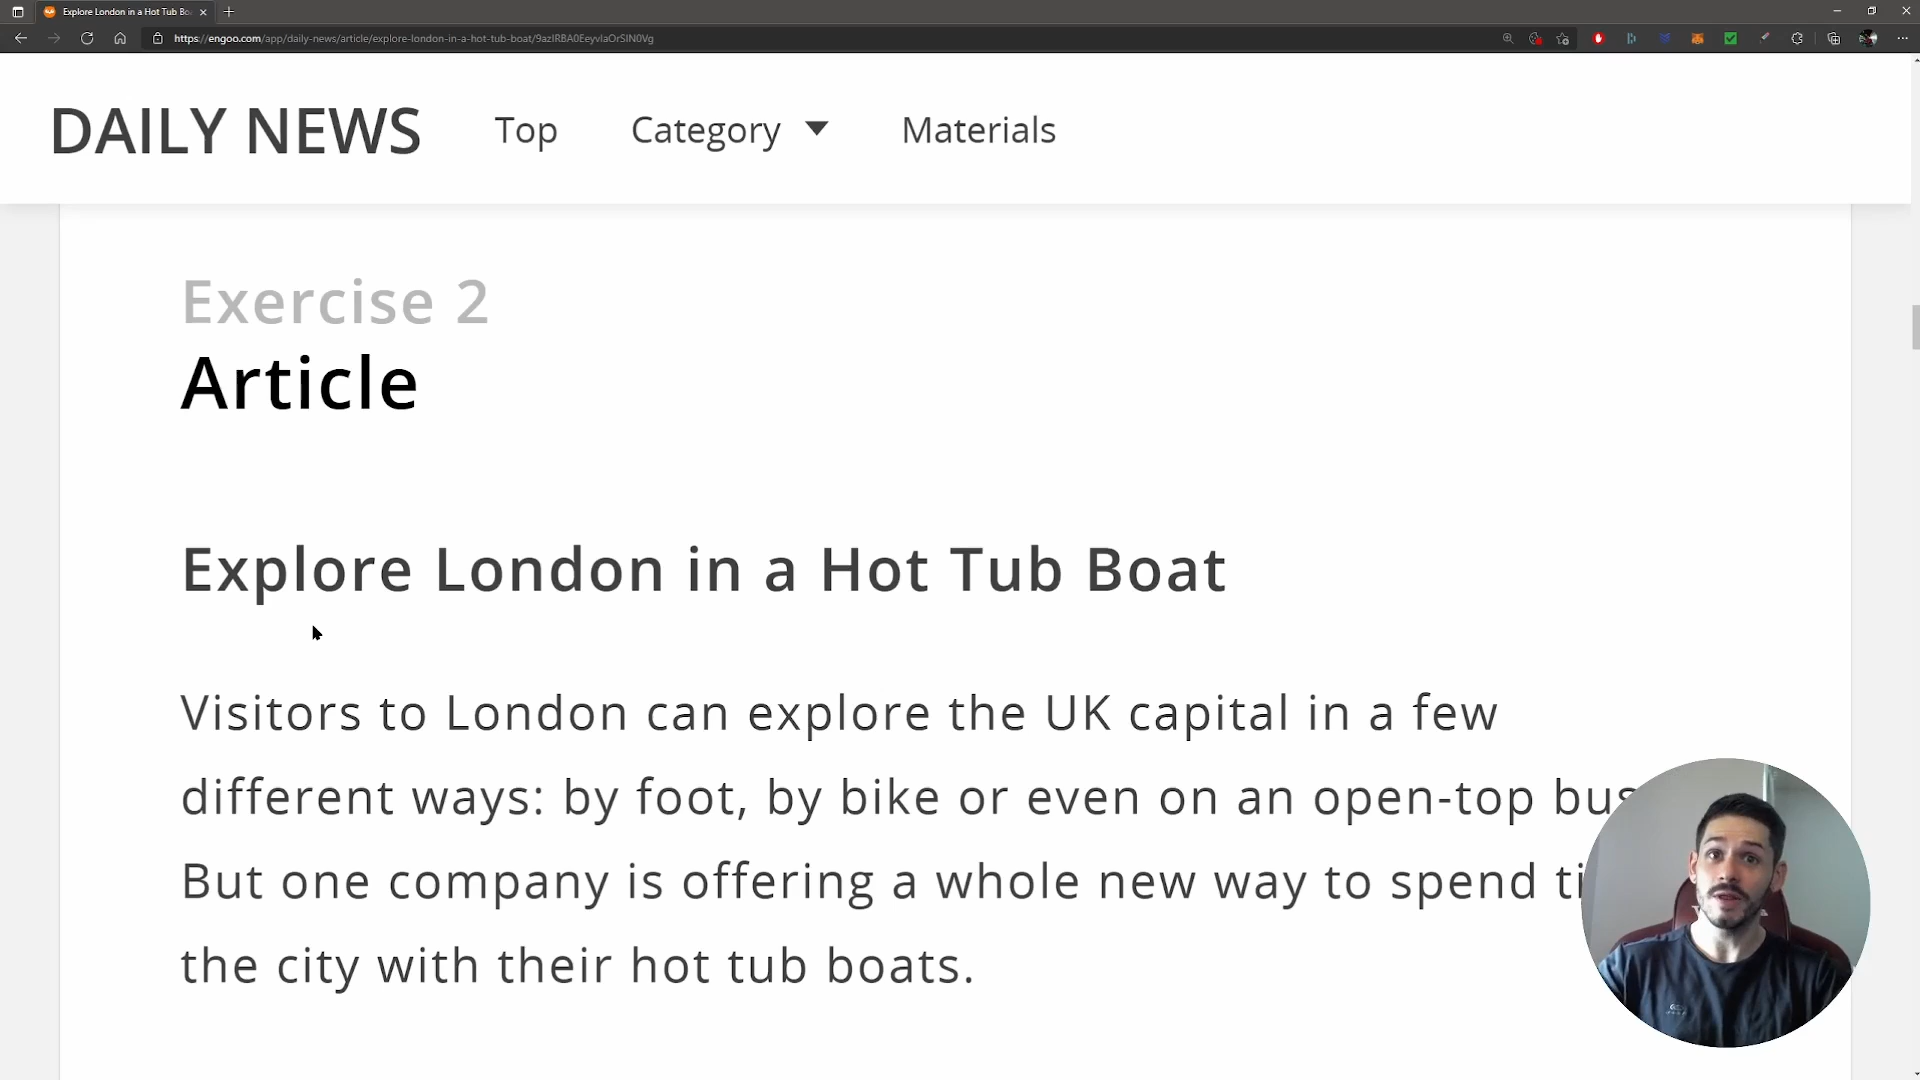 Explore London in a Hot Tub Bo
https://engoo.com/app/daily-news/article/explore-london-in-a-hot-tub-boat/9azIRBA0EeyvIaOrSIN0Vg
DAILY NEWS Top Category Materials
Exercise 2
Article
Explore London in a Hot Tub Boat
Visitors to London can explore the UK capital in a few
different ways: by foot, by bike or even on an open-top bus
But one company is offering a whole new way to spend ti
the city with their hot tub boats.